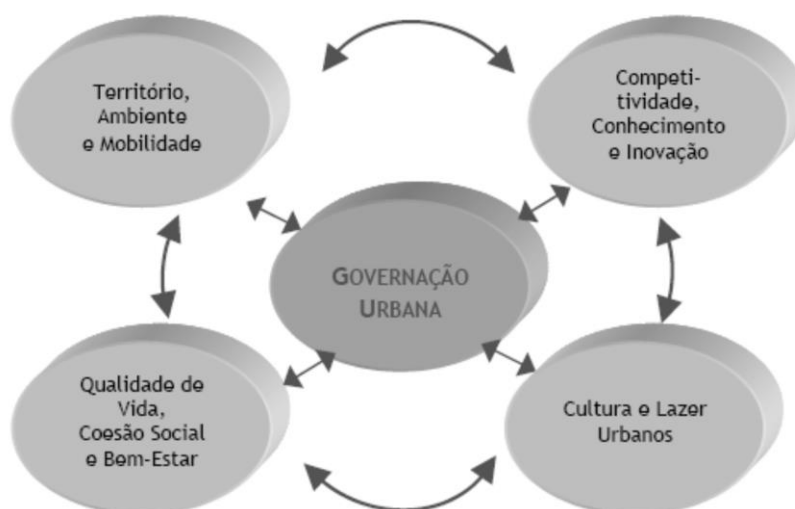 Território,
Ambiente
e Mobilidade
Competi-
tividade,
Conhecimento
e Inovação
GOVERNAÇÃO
URBANA
Qualidade de
Vida,
Coesão Social
e Bem-Estar
Cultura e Lazer
Urbanos